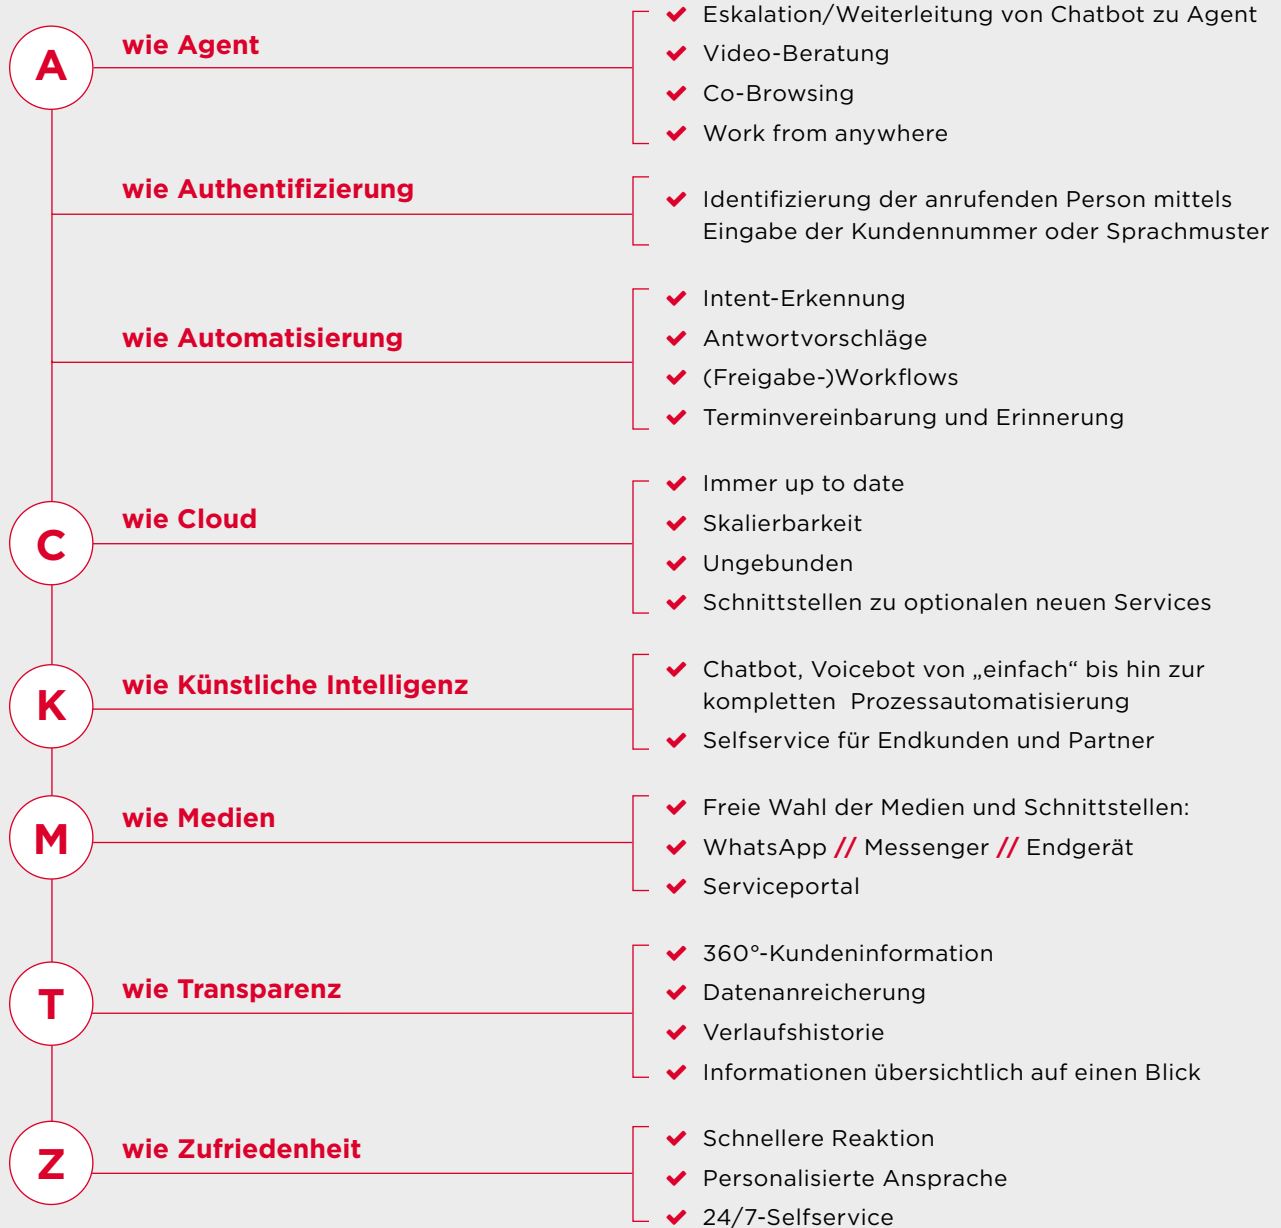 A
wie Agent
Eskalation/Weiterleitung von Chatbot zu Agent
Video-Beratung
Co-Browsing
Work from anywhere
wie Authentifizierung
Identifizierung der anrufenden Person mittels
Eingabe der Kundennummer oder Sprachmuster
wie Automatisierung
Intent-Erkennung
Antwortvorschläge
(Freigabe-)Workflows
Terminvereinbarung und Erinnerung
C
wie Cloud
Immer up to date
Skalierbarkeit
Ungebunden
Schnittstellen zu optionalen neuen Services
K
wie Künstliche Intelligenz
Chatbot, Voicebot von „einfach“ bis hin zur
kompletten Prozessautomatisierung
Selfservice für Endkunden und Partner
M
wie Medien
Freie Wahl der Medien und Schnittstellen:
WhatsApp // Messenger // Endgerät
Serviceportal
T
wie Transparenz
360°-Kundeninformation
Datenanreicherung
Verlaufshistorie
Informationen übersichtlich auf einen Blick
Z
wie Zufriedenheit
Schnellere Reaktion
Personalisierte Ansprache
24/7-Selfservice